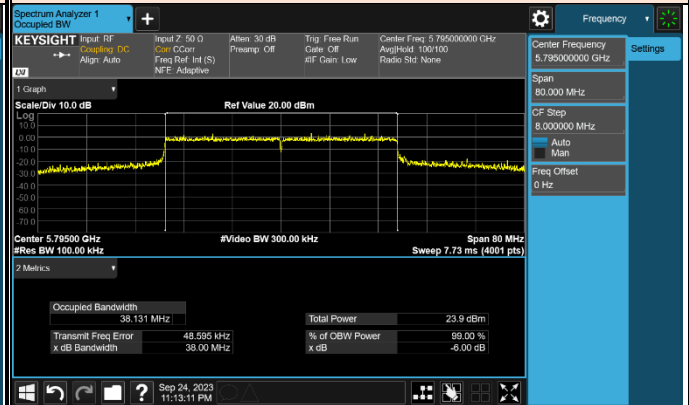 Spectrum Analyzer 1
Occupied BW
Frequency
KEYSIGHT
Input: RF
Coupling: DC
Align: Auto
Input Z: 50 Ω
Corr CCorr
Freq Ref: Int (S)
NFE: Adaptive
Atten: 30 dB
Preamp: Off
Trig: Free Run
Gate: Off
#IF Gain: Low
Center Freq: 5.795000000 GHz
Avg|Hold: 100/100
Radio Std: None
LXI
Center Frequency
5.795000000 GHz
Settings
Span
80.000 MHz
CF Step
8.000000 MHz
Auto
Man
Freq Offset
0 Hz
1 Graph
Scale/Div 10.0 dB
Ref Value 20.00 dBm
Log
10.0
0.00
-10.0
-20.0
-30.0
-40.0
-50.0
-60.0
-70.0
Center 5.79500 GHz
#Video BW 300.00 kHz
Span 80 MHz
#Res BW 100.00 kHz
Sweep 7.73 ms (4001 pts)
2 Metrics
Occupied Bandwidth
38.131 MHz
Total Power 23.9 dBm
Transmit Freq Error 48.595 kHz
% of OBW Power 99.00 %
x dB Bandwidth 38.00 MHz
x dB -6.00 dB
?
Sep 24, 2023
11:13:11 PM